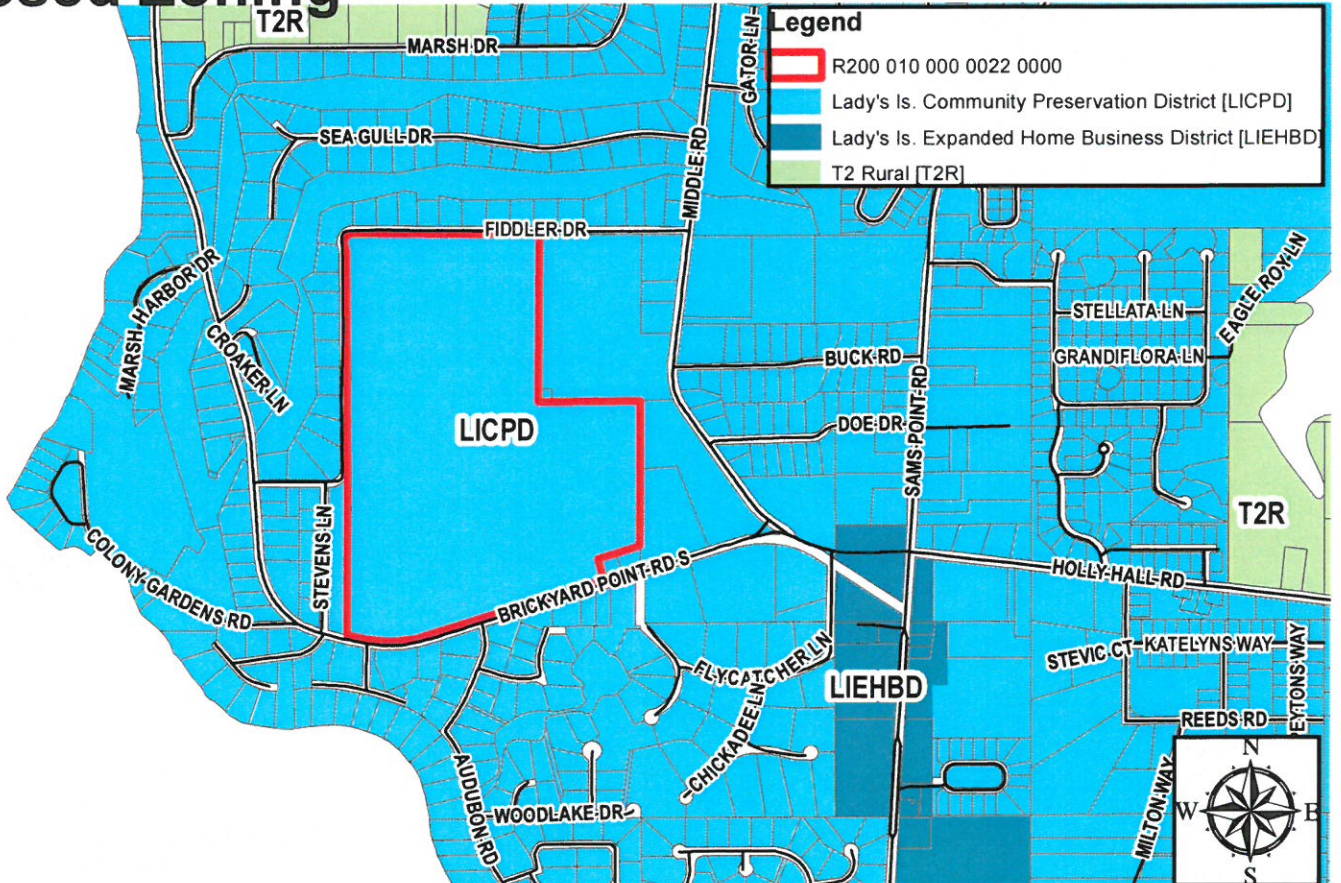 T2R
MARSH DR
GATOR LN
Legend
R200 010 000 0022 0000
Lady's Is. Community Preservation District [LICPD]
Lady's Is. Expanded Home Business District [LIEHBD]
T2 Rural [T2R]
SEA GULL DR
MIDDLE RD
FIDDLER DR
MARSH HARBOR DR
CROAKER LN
EAGLE ROY LN
STELLATA LN
BUCK RD
GRANDIFLORA LN
LICPD
DOE DR
SAMS POINT RD
T2R
COLONY GARDENS RD
STEVENS LN
BRICKYARD POINT RD S
HOLLY HALL RD
FLYCATCHER LN
LIEHBD
STEVIC CT
KATELYNS WAY
EYTONS WAY
REEDS RD
CHICKADEE LN
AUDUBON RD
WOODLAKE DR
MILTON WAY
N
W
E
S